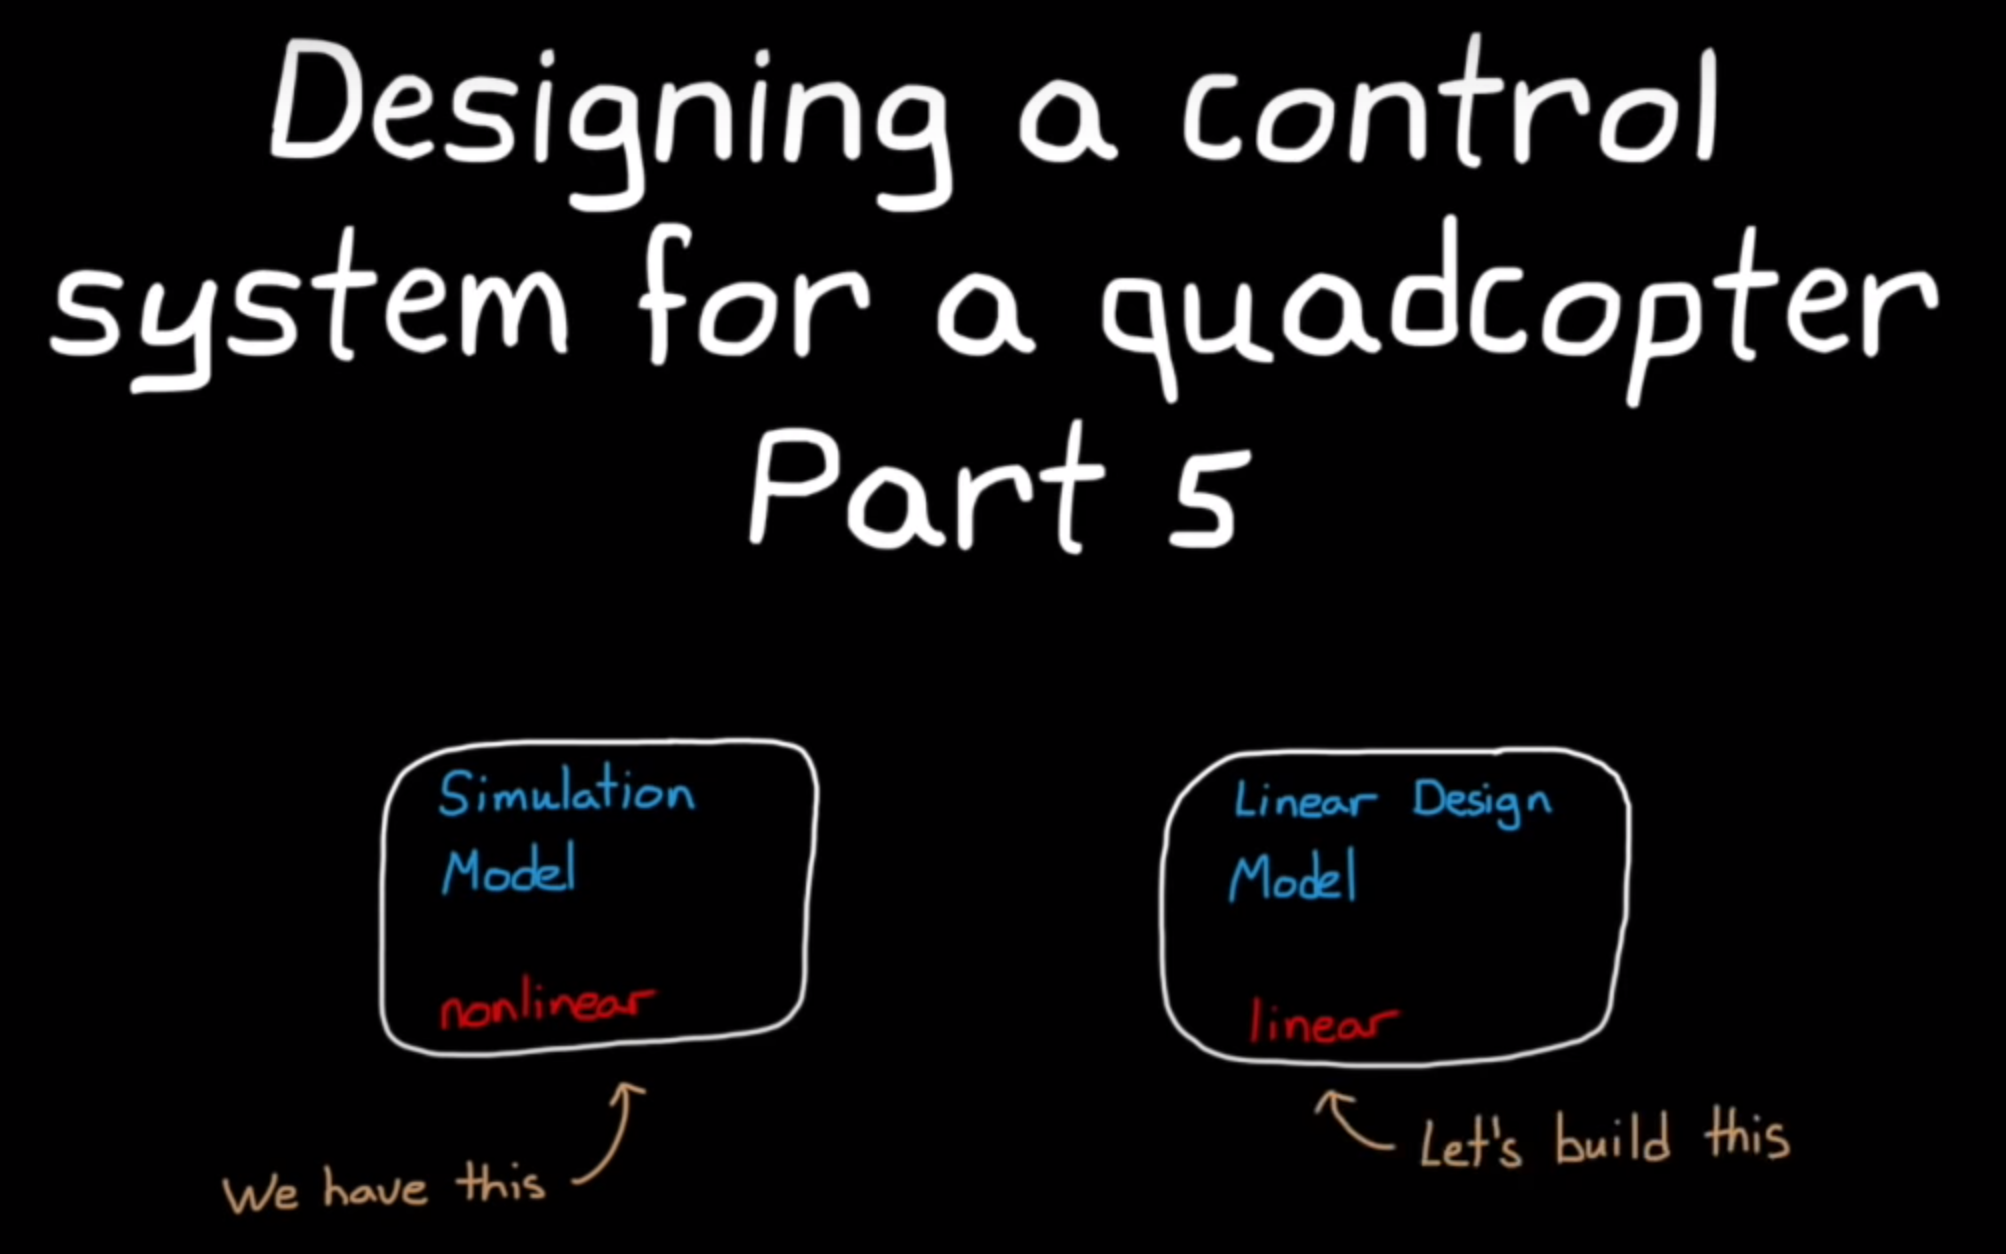 Designing a control
system for a quadcopter
Part 5
Simulation
Model
nonlinear
We have this
Linear Design
Model
linear
Let's build this